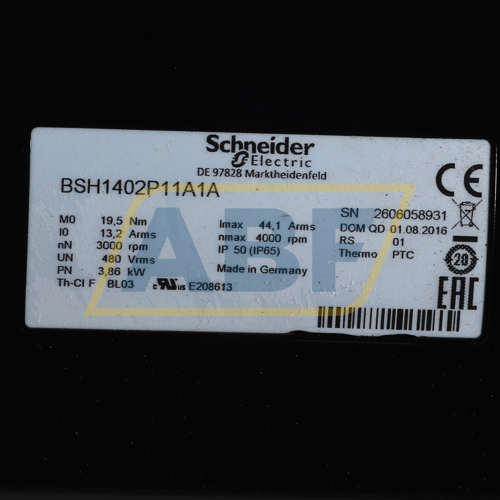 Schneider
Electric
DE 97828 Marktheidenfeld
BSH1402P11A1A
M0 19,5 Nm
I0 13,2 Arms
nN 3000 rpm
UN 480 Vrms
PN 3,86 kW
Th-Cl F BL03
Imax 44,1 Arms
nmax 4000 rpm
IP 50 (IP65)
Made in Germany
c RU us E208613
SN 2606058931
DOM QD 01.08.2016
RS 01
Thermo PTC
CE
20
EAC
ABF